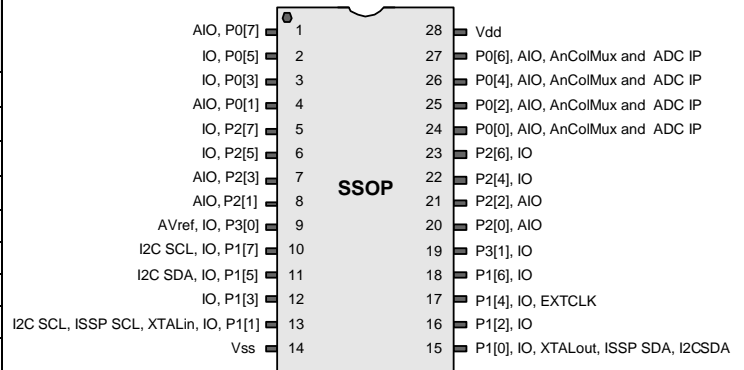 AIO, P0[7] 1 28 Vdd
IO, P0[5] 2 27 P0[6], AIO, AnColMux and ADC IP
IO, P0[3] 3 26 P0[4], AIO, AnColMux and ADC IP
AIO, P0[1] 4 25 P0[2], AIO, AnColMux and ADC IP
IO, P2[7] 5 24 P0[0], AIO, AnColMux and ADC IP
IO, P2[5] 6 23 P2[6], IO
AIO, P2[3] 7 22 P2[4], IO
SSOP
AIO, P2[1] 8 21 P2[2], AIO
AVref, IO, P3[0] 9 20 P2[0], AIO
I2C SCL, IO, P1[7] 10 19 P3[1], IO
I2C SDA, IO, P1[5] 11 18 P1[6], IO
IO, P1[3] 12 17 P1[4], IO, EXTCLK
I2C SCL, ISSP SCL, XTALin, IO, P1[1] 13 16 P1[2], IO
Vss 14 15 P1[0], IO, XTALout, ISSP SDA, I2CSDA